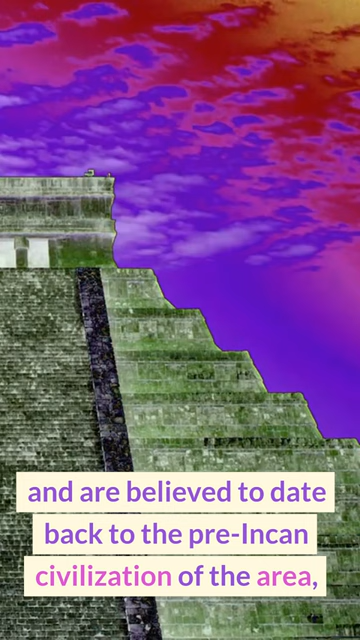 and are believed to date
back to the pre-Incan
civilization of the area,